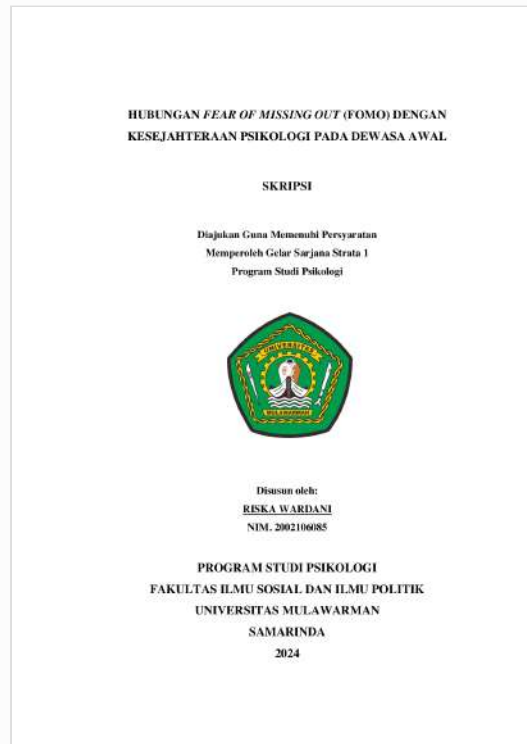 HUBUNGAN FEAR OF MISSING OUT (FOMO) DENGAN
KESEJAHTERAAN PSIKOLOGI PADA DEWASA AWAL
SKRIPSI
Diajukan Guna Memenuhi Persyaratan
Memperoleh Gelar Sarjana Strata 1
Program Studi Psikologi
UNIVERSITAS
MULAWARMAN
Disusun oleh:
RISKA WARDANI
NIM. 2002106085
PROGRAM STUDI PSIKOLOGI
FAKULTAS ILMU SOSIAL DAN ILMU POLITIK
UNIVERSITAS MULAWARMAN
SAMARINDA
2024